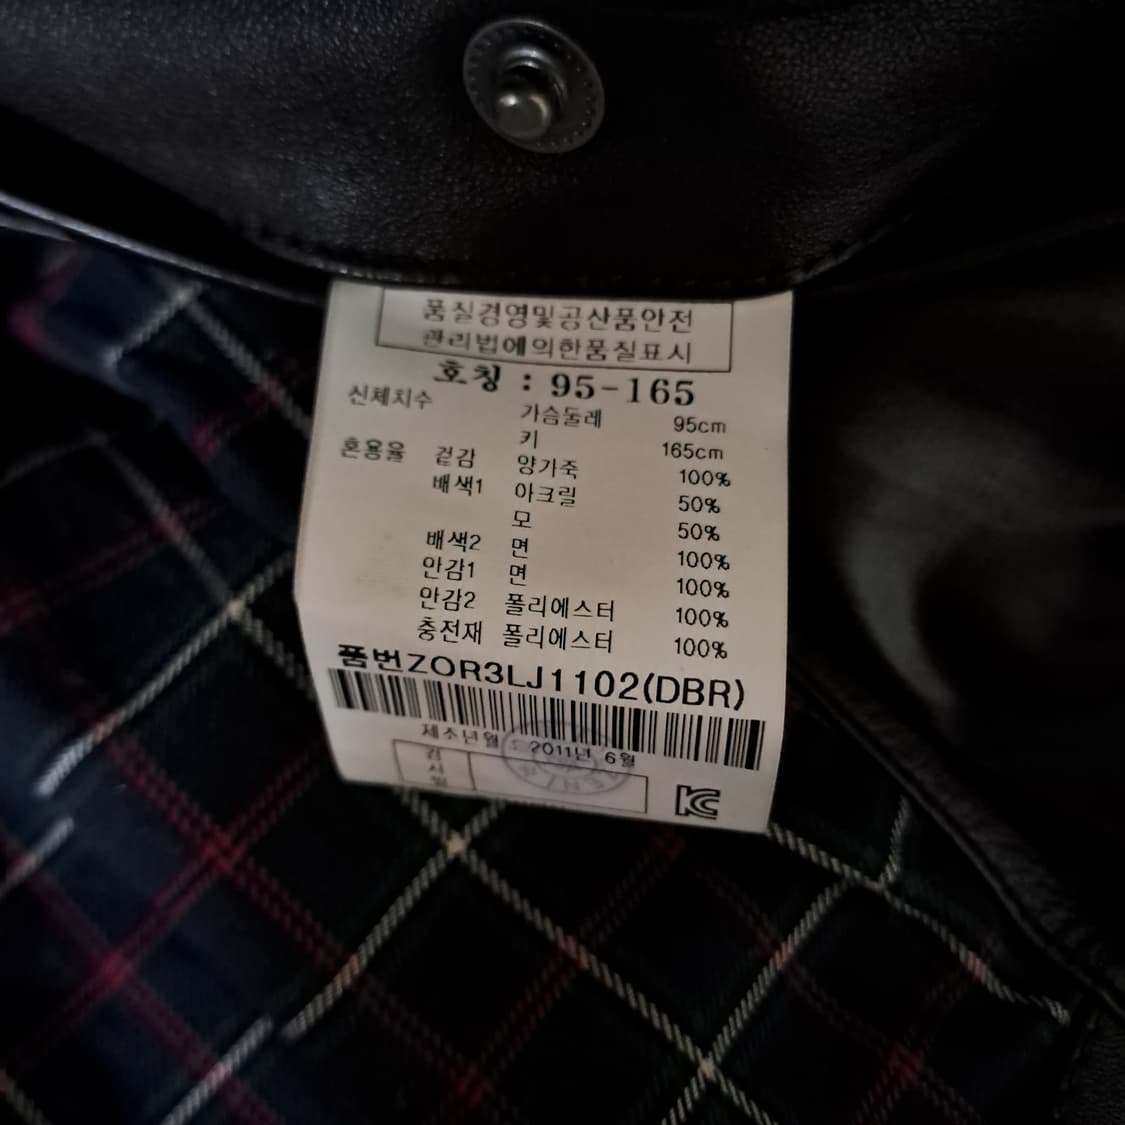 품질경영및공산품안전
관리법에의한품질표시
호칭 : 95-165
신체치수 가슴둘레 95cm
키 165cm
혼용율 겉감 양가죽 100%
배색1 아크릴 50%
모 50%
배색2 면 100%
안감1 면 100%
안감2 폴리에스터 100%
충전재 폴리에스터 100%
품번ZOR3LJ1102(DBR)
제조년월 : 2011년 6월
KC